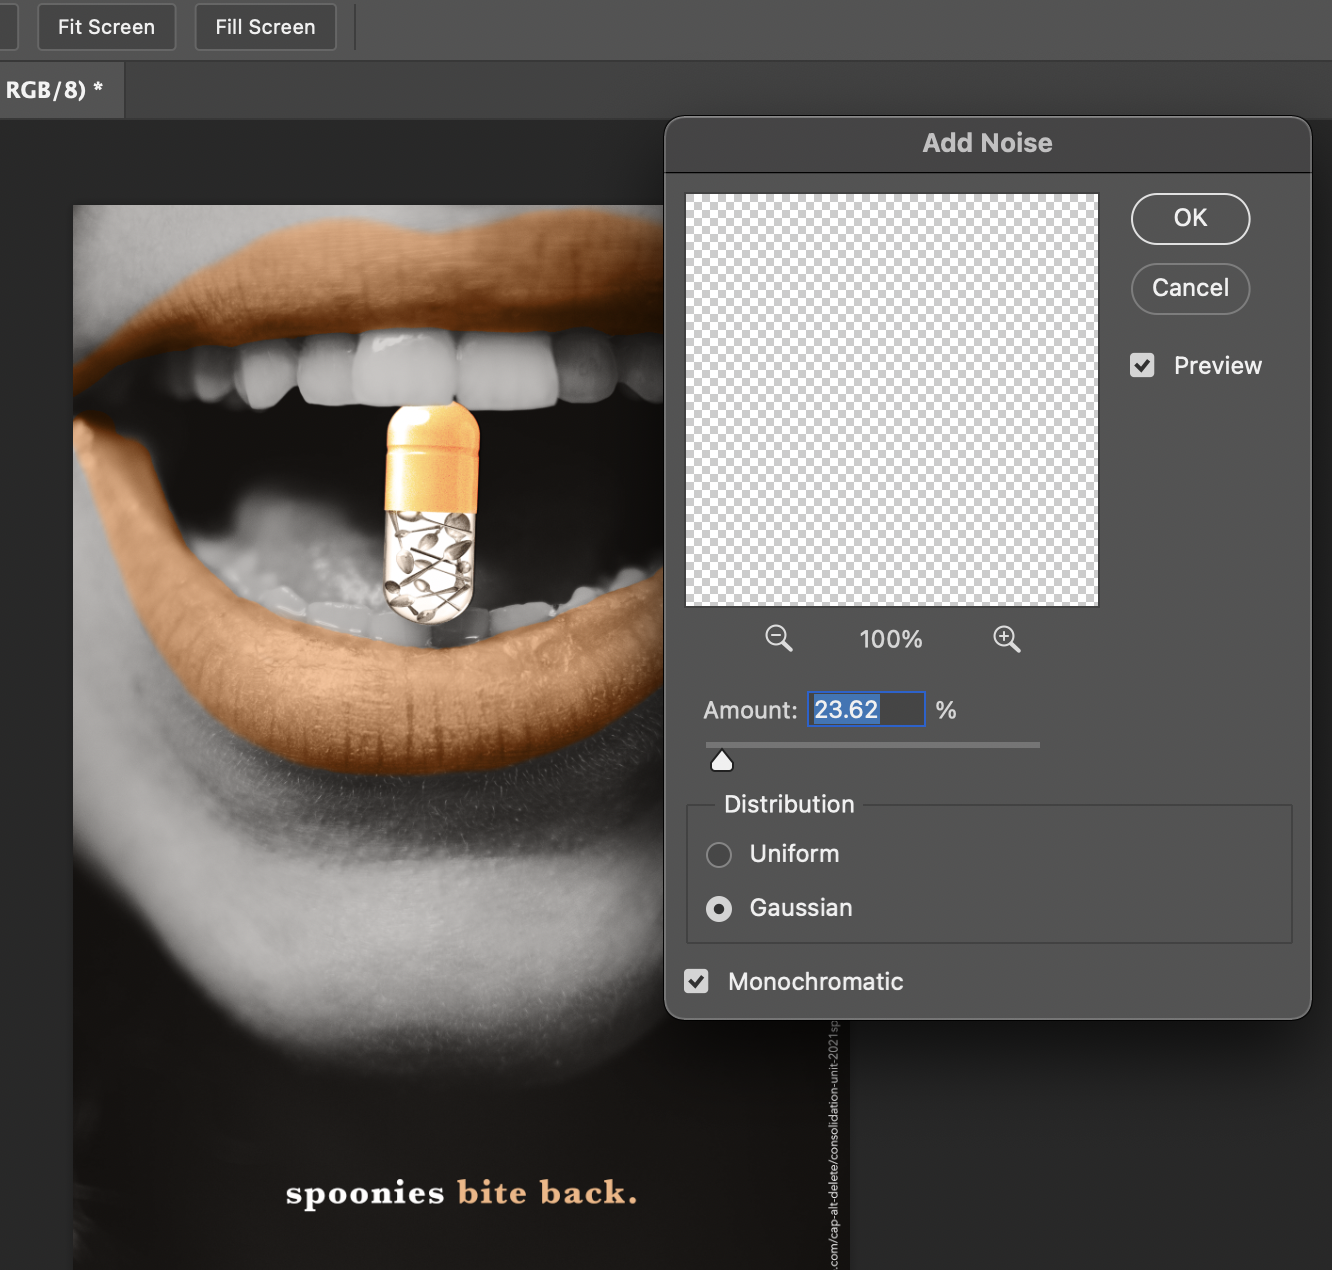 Fit Screen
Fill Screen
RGB/8) *
Add Noise
OK
Cancel
Preview
100%
Amount: 23.62 %
Distribution
Uniform
Gaussian
Monochromatic
.com/cap-alt-delete/consolidation-unit-2021sp
spoonies bite back.